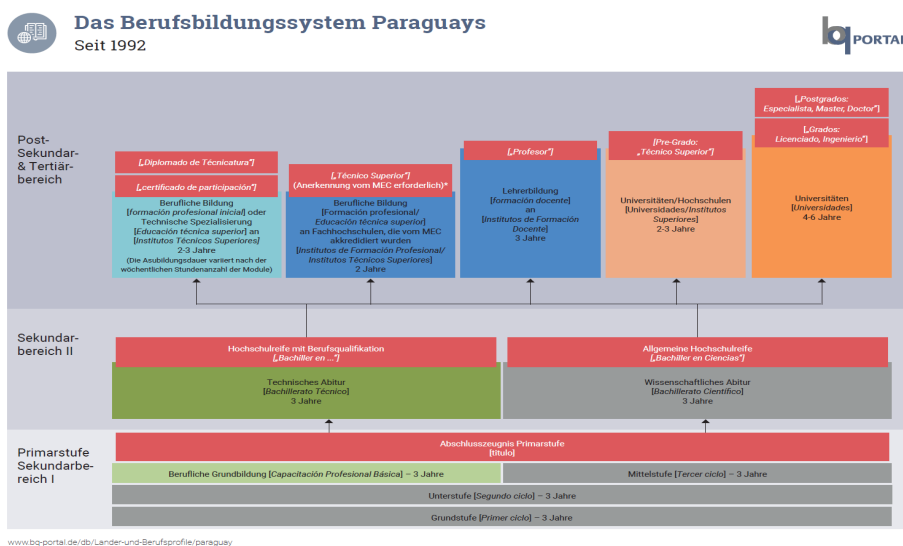 Das Berufsbildungssystem Paraguays
Seit 1992
bq PORTAL
Post-
Sekundar-
& Tertiär-
bereich
[„Diplomado de Técnicatura"]
[„certificado de participación"]
Berufliche Bildung
[formación profesional inicial] oder
Technische Spezialisierung
[Educación técnica superior] an
[Institutos Técnicos Superiores]
2-3 Jahre
(Die Asubildungsdauer variert nach der
wöchentlichen Stundenanzahl der Module)
[„Técnico Superior"]
(Anerkennung vom MEC erforderlich)*
Berufliche Bildung
[Formación profesional/
Educación técnica superior]
an Fachhochschulen, die vom MEC
akkrediert wurden
[Institutos de Formación Profesional/
Institutos Técnicos Superiores]
2 Jahre
[„Profesor"]
Lehrerbildung
[formación docente]
an
[Institutos de Formación
Docente]
3 Jahre
[Pre-Grado:
„Técnico Superior"]
Universitäten/Hochschulen
[Universidades/Institutos
Superiores]
2-3 Jahre
[„Postgrados:
Especialista, Master, Doctor"]
[„Grados:
Licenciado, Ingenierio"]
Universitäten
[Universidades]
4-6 Jahre
Sekundar-
bereich II
Hochschulreife mit Berufsqualifikation
[„Bachiller en ..."]
Technisches Abitur
[Bachillerato Técnico]
3 Jahre
Allgemeine Hochschulreife
[„Bachiller en Ciencias"]
Wissenschaftliches Abitur
[Bachillerato Científico]
3 Jahre
Primarstufe
Sekundarbe-
reich I
Abschlusszeugnis Primarstufe
[título]
Berufliche Grundbildung [Capacitación Profesional Básica] – 3 Jahre
Mittelstufe [Tercer ciclo] – 3 Jahre
Unterstufe [Segundo ciclo] – 3 Jahre
Grundstufe [Primer ciclo] – 3 Jahre
www.bq-portal.de/db/Lander-und-Berufsprofile/paraguay